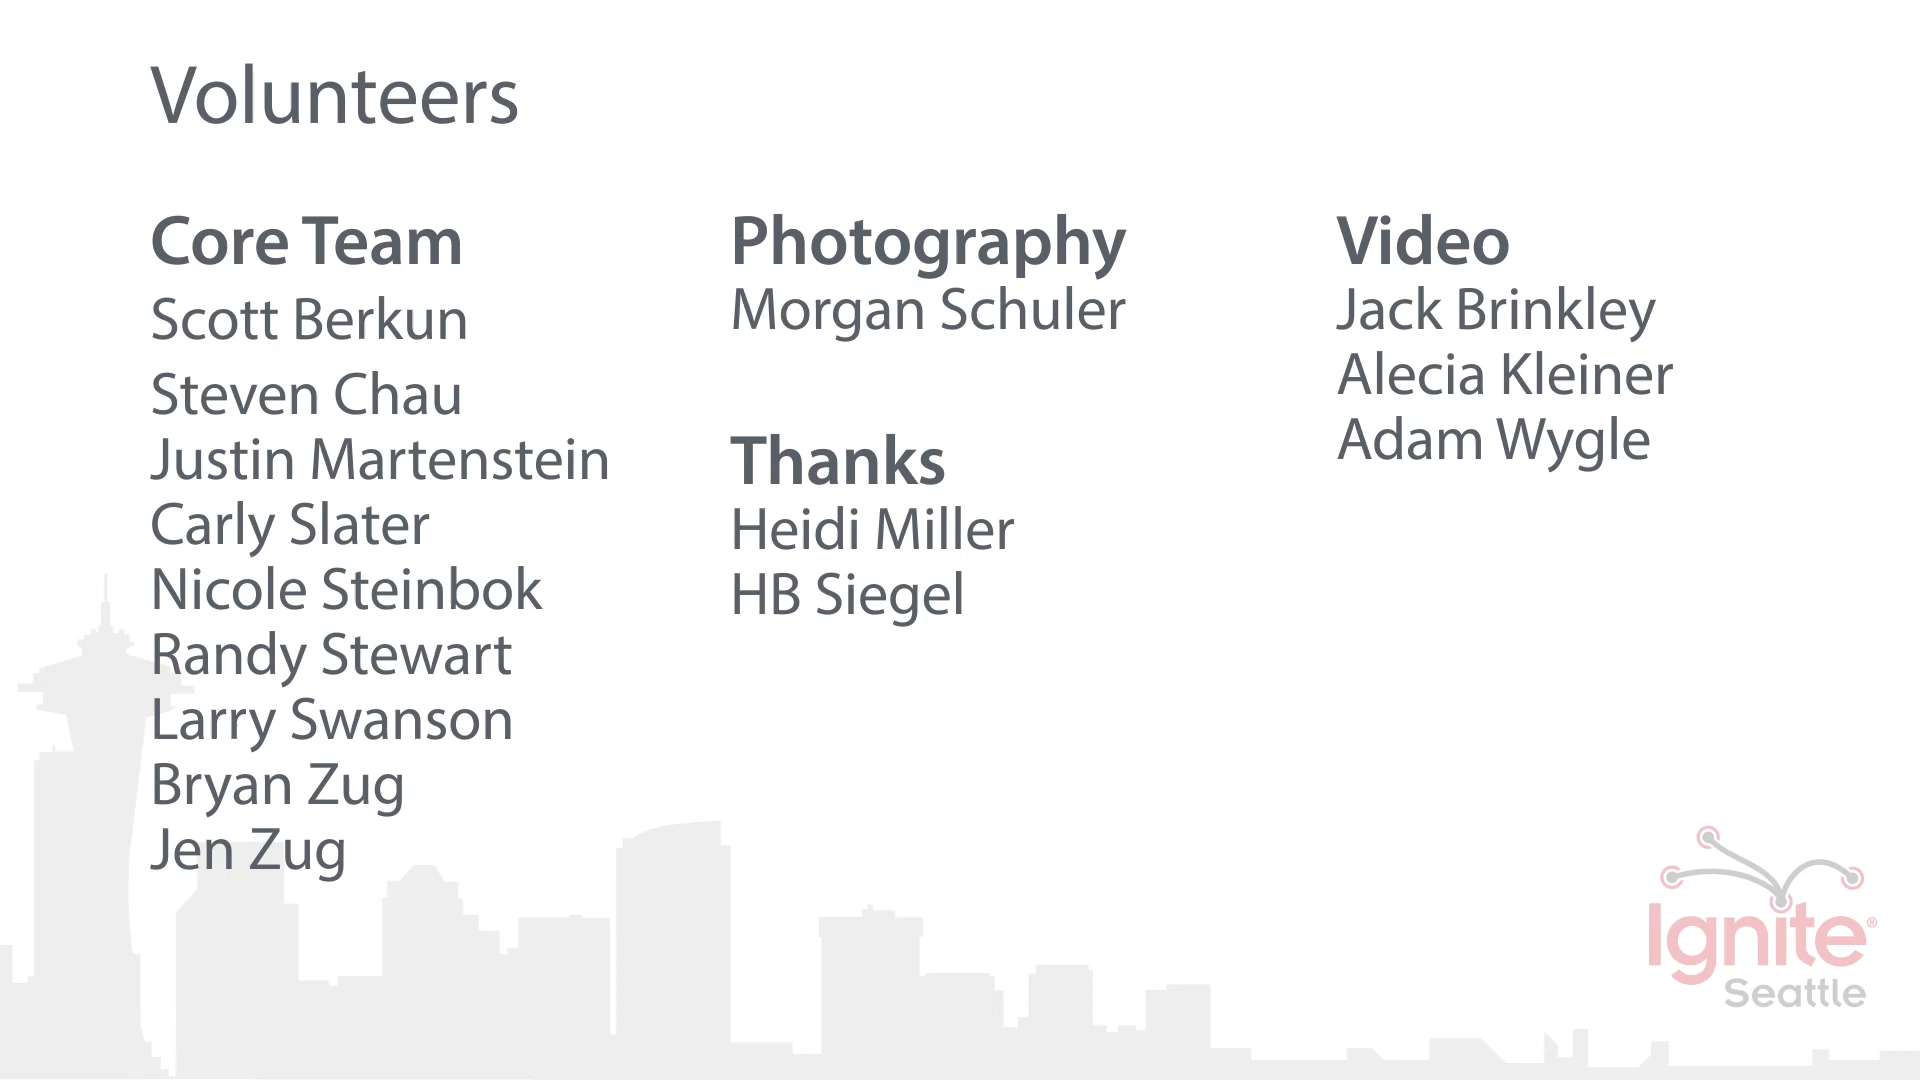 Volunteers
Core Team
Scott Berkun
Steven Chau
Justin Martenstein
Carly Slater
Nicole Steinbok
Randy Stewart
Larry Swanson
Bryan Zug
Jen Zug
Photography
Morgan Schuler
Thanks
Heidi Miller
HB Siegel
Video
Jack Brinkley
Alecia Kleiner
Adam Wygle
Ignite®
Seattle